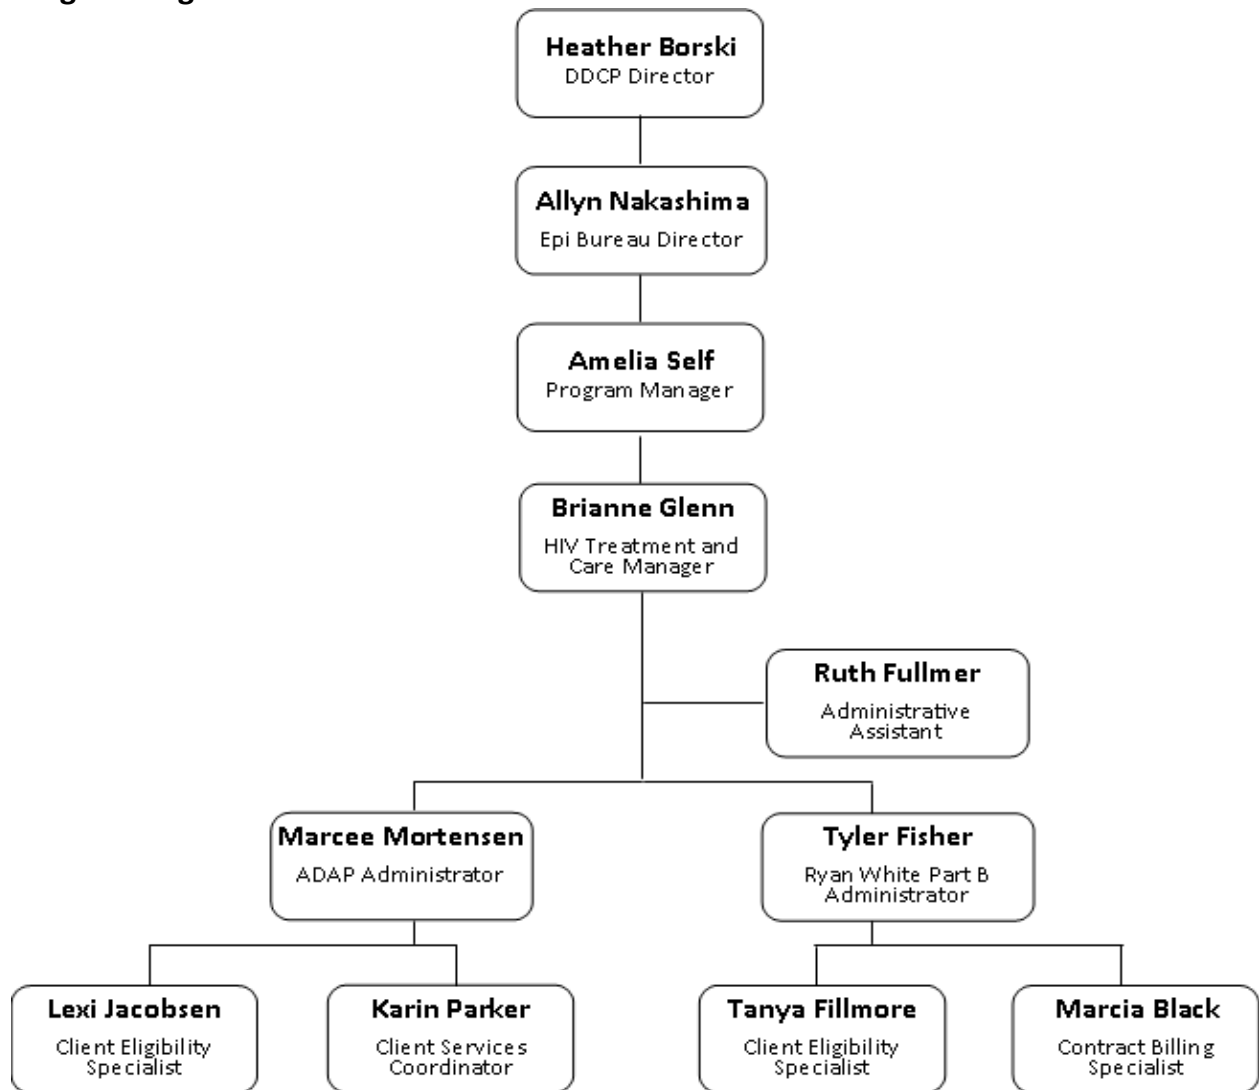 Heather Borski
DDCP Director
Allyn Nakashima
Epi Bureau Director
Amelia Self
Program Manager
Brianne Glenn
HIV Treatment and
Care Manager
Ruth Fullmer
Administrative
Assistant
Marcee Mortensen
ADAP Administrator
Tyler Fisher
Ryan White Part B
Administrator
Lexi Jacobsen
Client Eligibility
Specialist
Karin Parker
Client Services
Coordinator
Tanya Fillmore
Client Eligibility
Specialist
Marcia Black
Contract Billing
Specialist